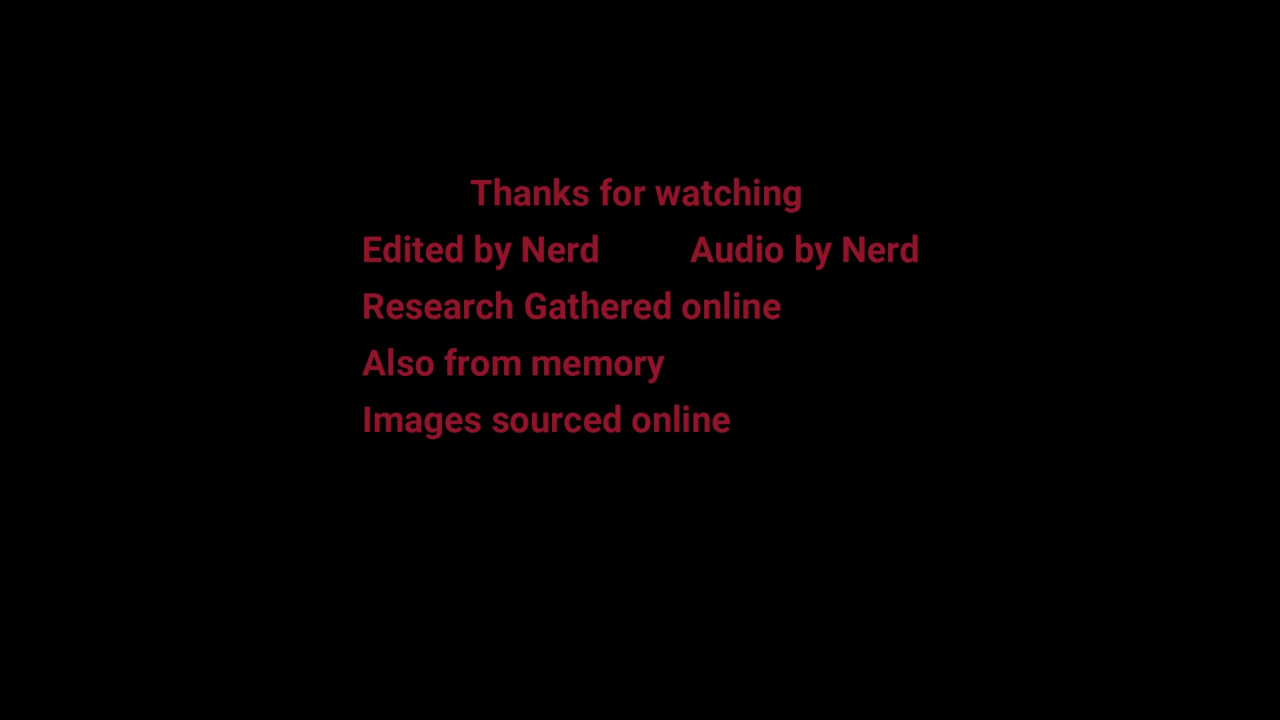 Thanks for watching
Edited by Nerd Audio by Nerd
Research Gathered online
Also from memory
Images sourced online